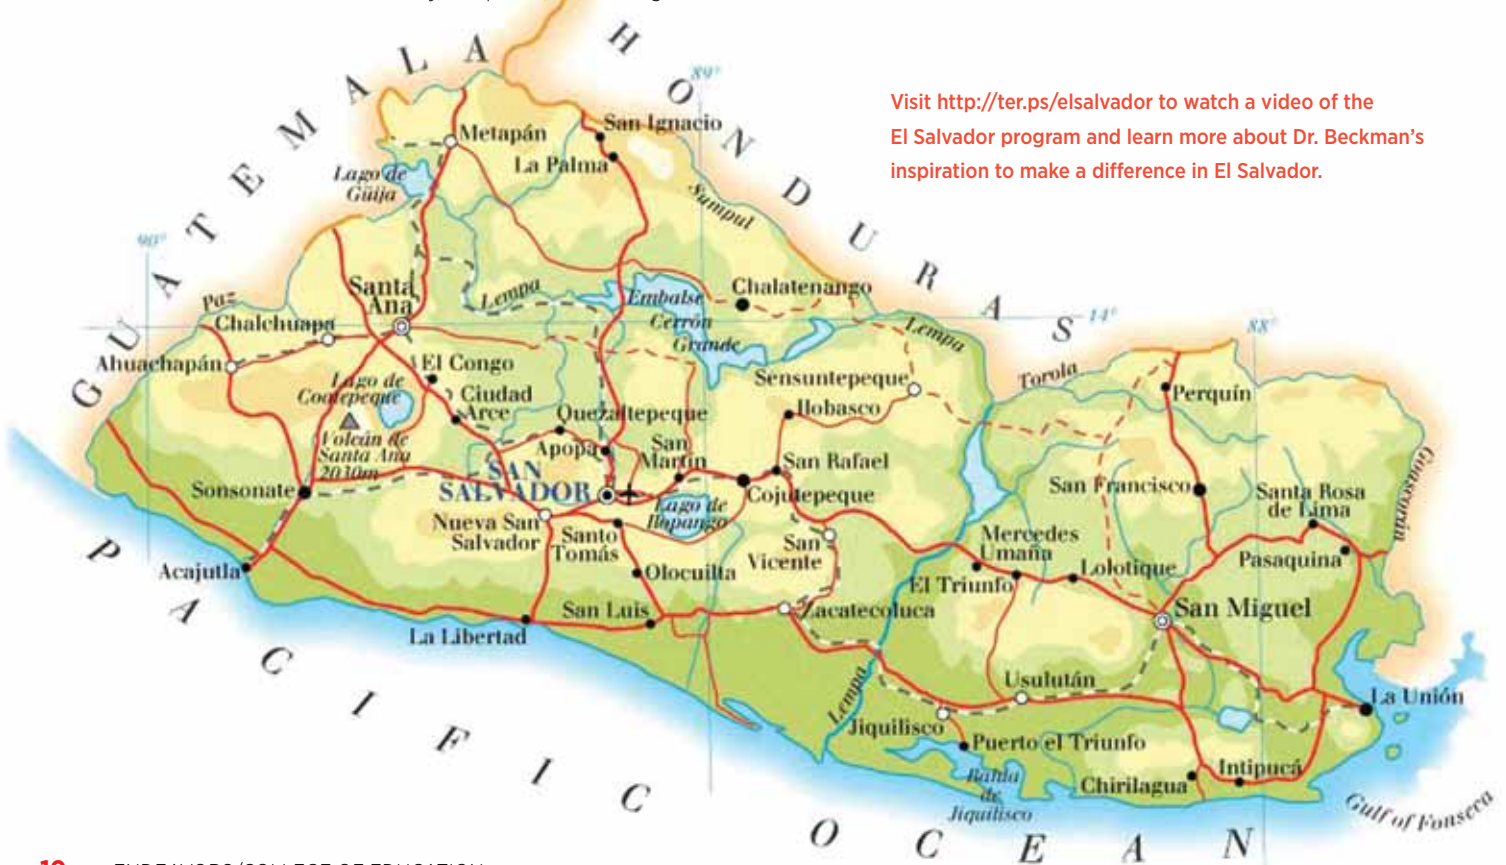 HONDURAS
GUATEMALA
89°
Visit http://ter.ps/elsalvador to watch a video of the
El Salvador program and learn more about Dr. Beckman’s
inspiration to make a difference in El Salvador.
San Ignacio
Metapán
La Palma
Lago de
Güija
Sumpul
90°
Paz
Santa
Ana
Lempa
Embalse
Cerrón
Grande
Chalatenango
14°
88°
Chalchuapa
Lempa
Ahuachapán
El Congo
Torola
Lago de
Coatepeque
Ciudad
Arce
Sensuntepeque
Perquín
Quezaltepeque
Ilobasco
Volcán de
Santa Ana
2030m
Apopa
San
Martín
San Rafael
Goascorán
SAN
SALVADOR
Sonsonate
Cojutepeque
San Francisco
Santa Rosa
de Lima
Lago de
Ilopango
Nueva San
Salvador
Santo
Tomás
San
Vicente
Mercedes
Umaña
Pasaquina
Acajutla
Olocuilta
El Triunfo
Lolotique
San Luis
Zacatecoluca
San Miguel
La Libertad
Lempa
Usulután
La Unión
Jiquilisco
Puerto el Triunfo
Bahía
de
Jiquilisco
Chirilagua
Intipucá
Gulf of Fonseca
PACIFIC OCEAN